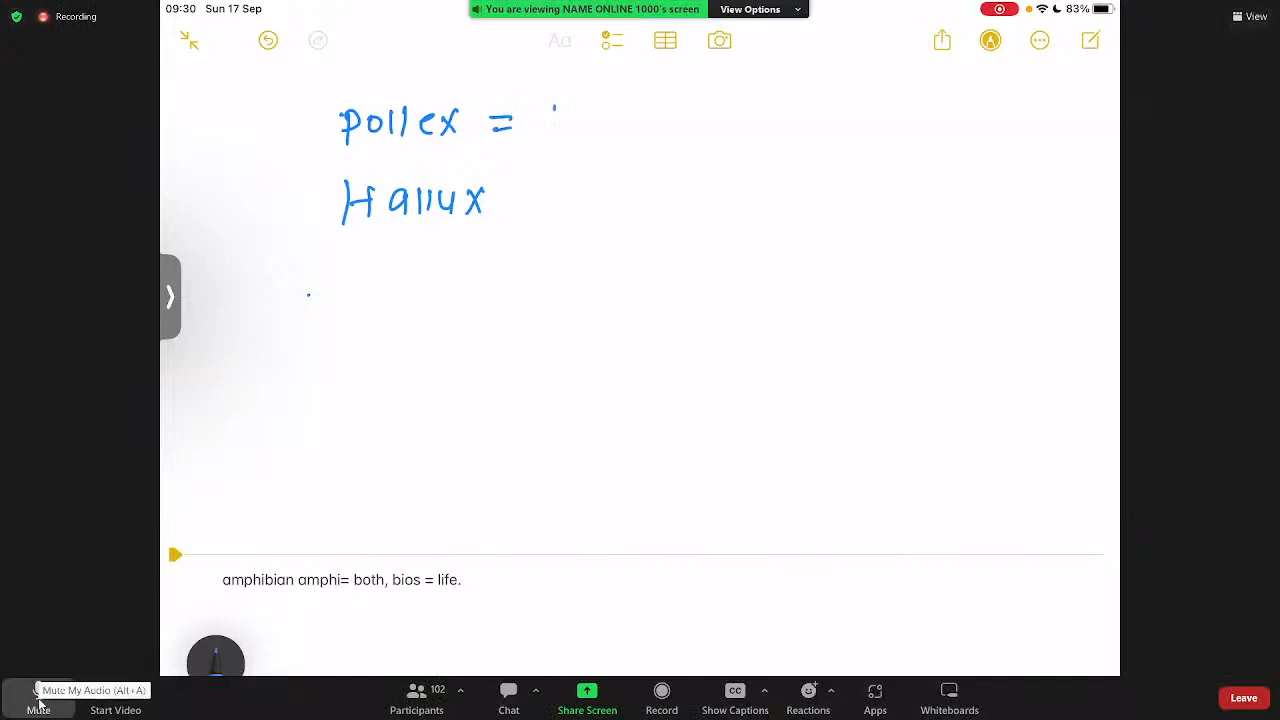 09:30 Sun 17 Sep
Recording
You are viewing NAME ONLINE 1000's screen
View Options
83%
View
Aa
pollex =
Hallux
amphibian amphi= both, bios = life.
Mute My Audio (Alt+A)
102
Mute
Start Video
Participants
Chat
Share Screen
CC
Record
Show Captions
Reactions
Apps
Whiteboards
Leave